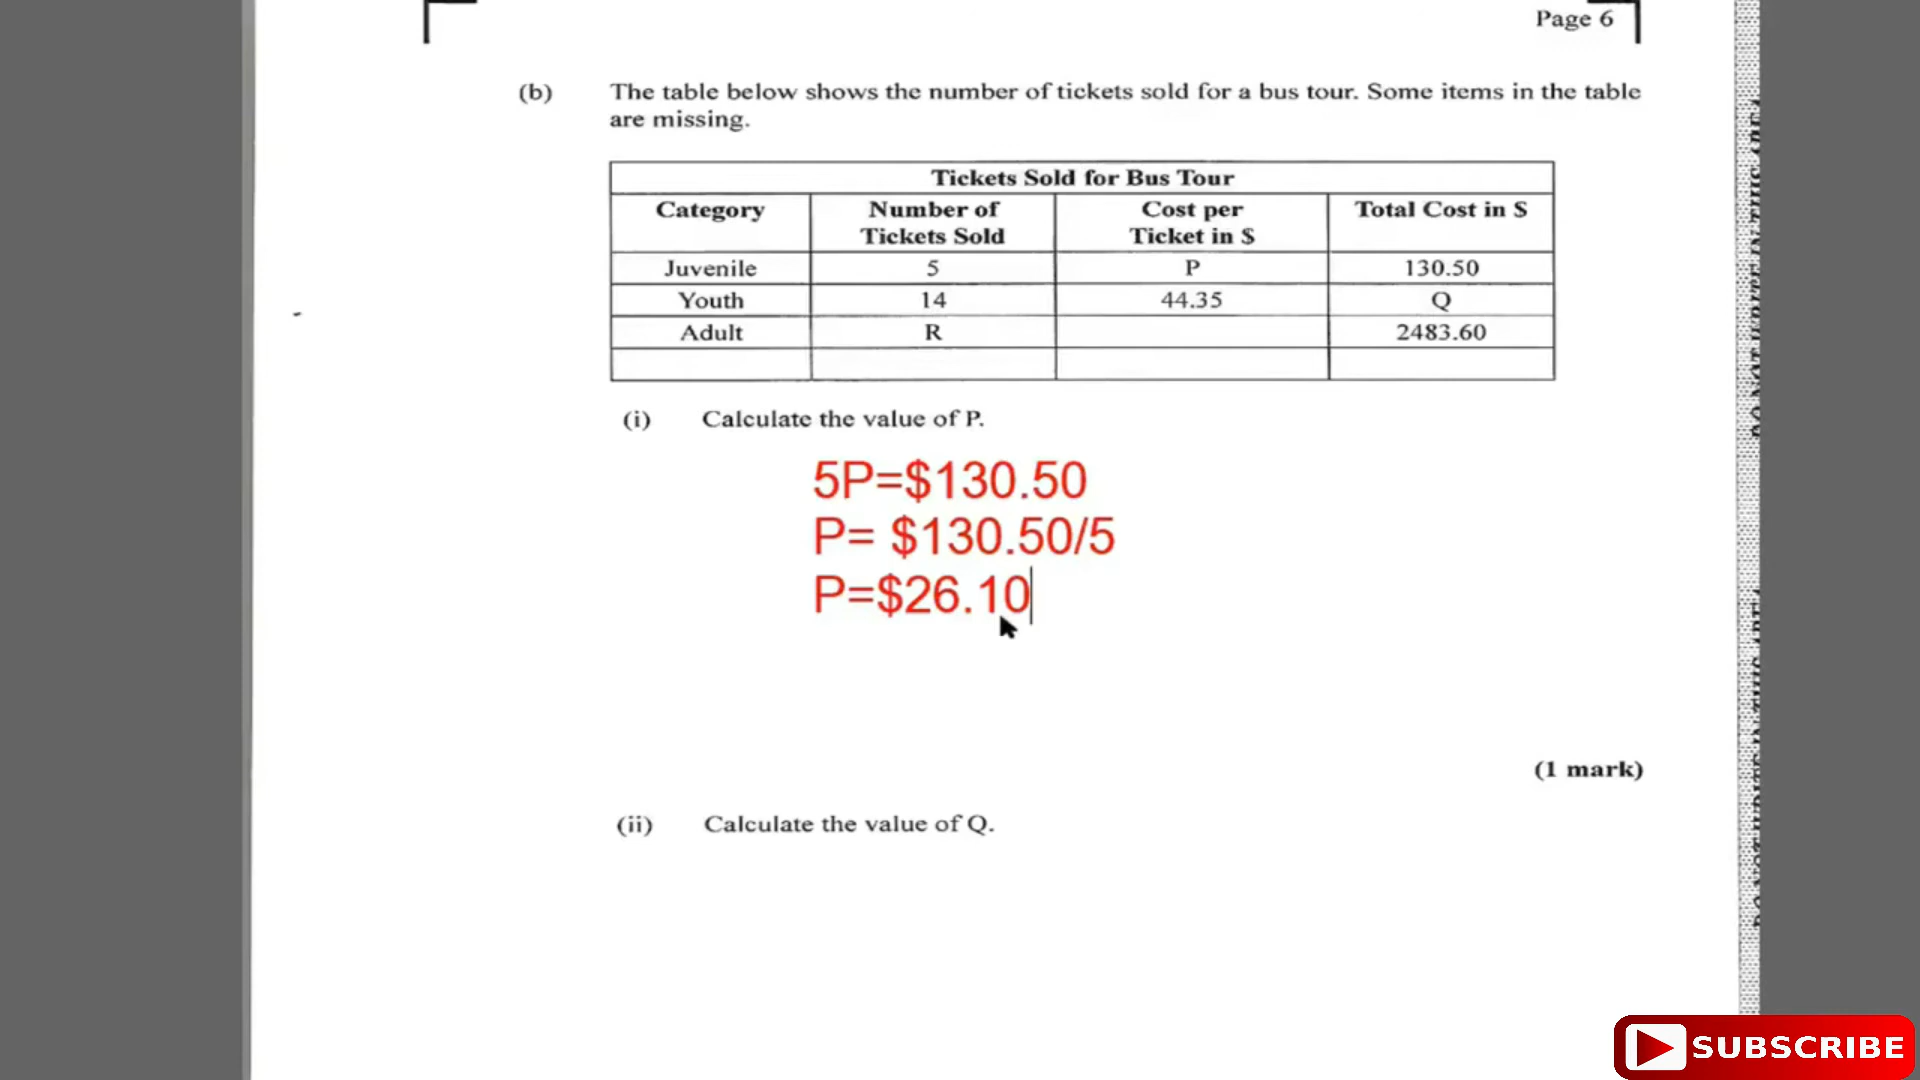 Page 6
(b) The table below shows the number of tickets sold for a bus tour. Some items in the table
are missing.
Tickets Sold for Bus Tour
Category Number of Tickets Sold Cost per Ticket in $ Total Cost in $
Juvenile 5 P 130.50
Youth 14 44.35 Q
Adult R 2483.60
(i) Calculate the value of P.
5P=$130.50
P= $130.50/5
P=$26.10
(1 mark)
(ii) Calculate the value of Q.
SUBSCRIBE